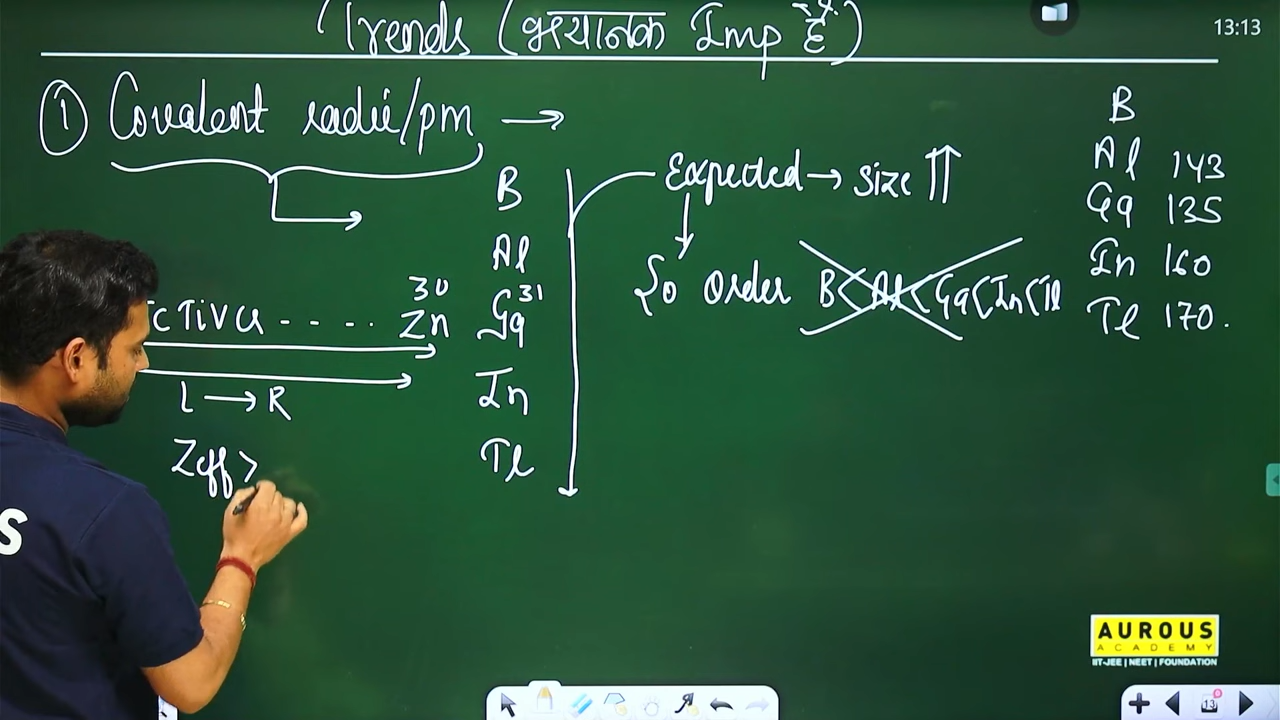 Trends (भयानक Imp है)
13:13
① Covalent radii/pm →
B
Al
Ga³¹
In
Tl
Expected → Size ⇈
So order B<Al<Ga<In<Tl
B
Al 143
Ga 135
In 160
Tl 170.
30
Zn
L → R
Zeff >
S
AUROUS
ACADEMY
IIT-JEE | NEET | FOUNDATION
13